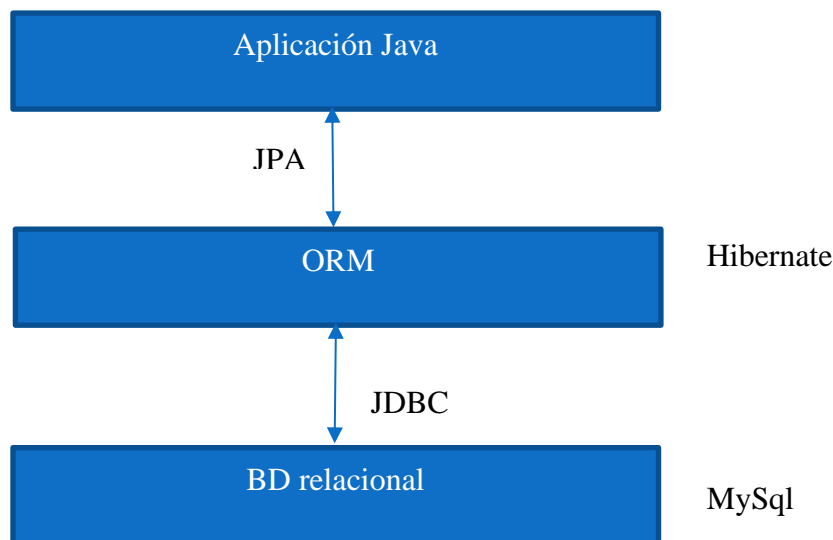 Aplicación Java
JPA
ORM
Hibernate
JDBC
BD relacional
MySql